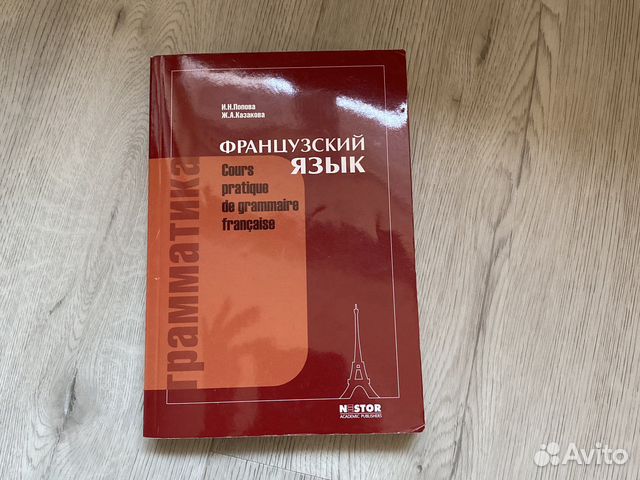 И.Н.Попова
Ж.А.Казакова
ФРАНЦУЗСКИЙ
ЯЗЫК
Cours
pratique
de grammaire
française
грамматика
NESTOR
ACADEMIC PUBLISHERS
Avito